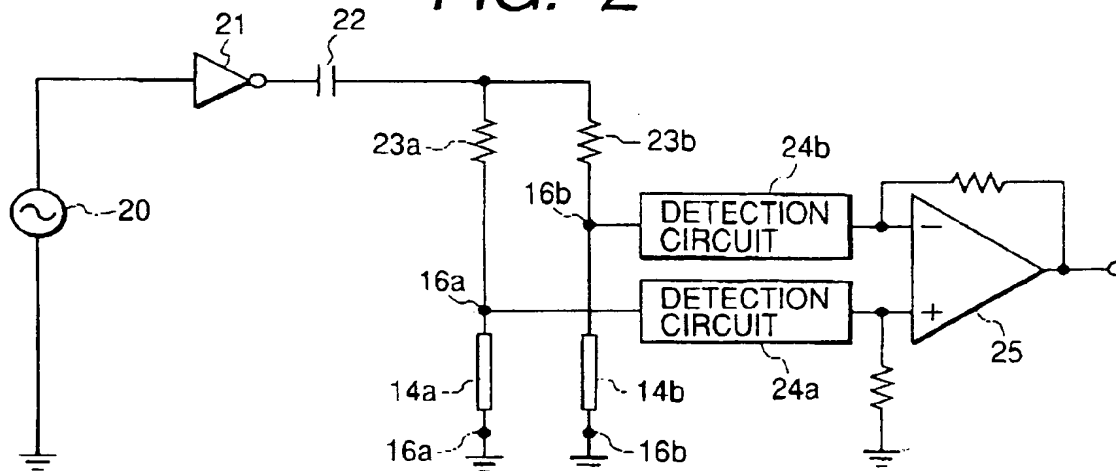 FIG. 2
21
22
23a
23b
20
16b
24b
DETECTION
CIRCUIT
−
16a
DETECTION
CIRCUIT
+
25
14a
14b
24a
16a
16b